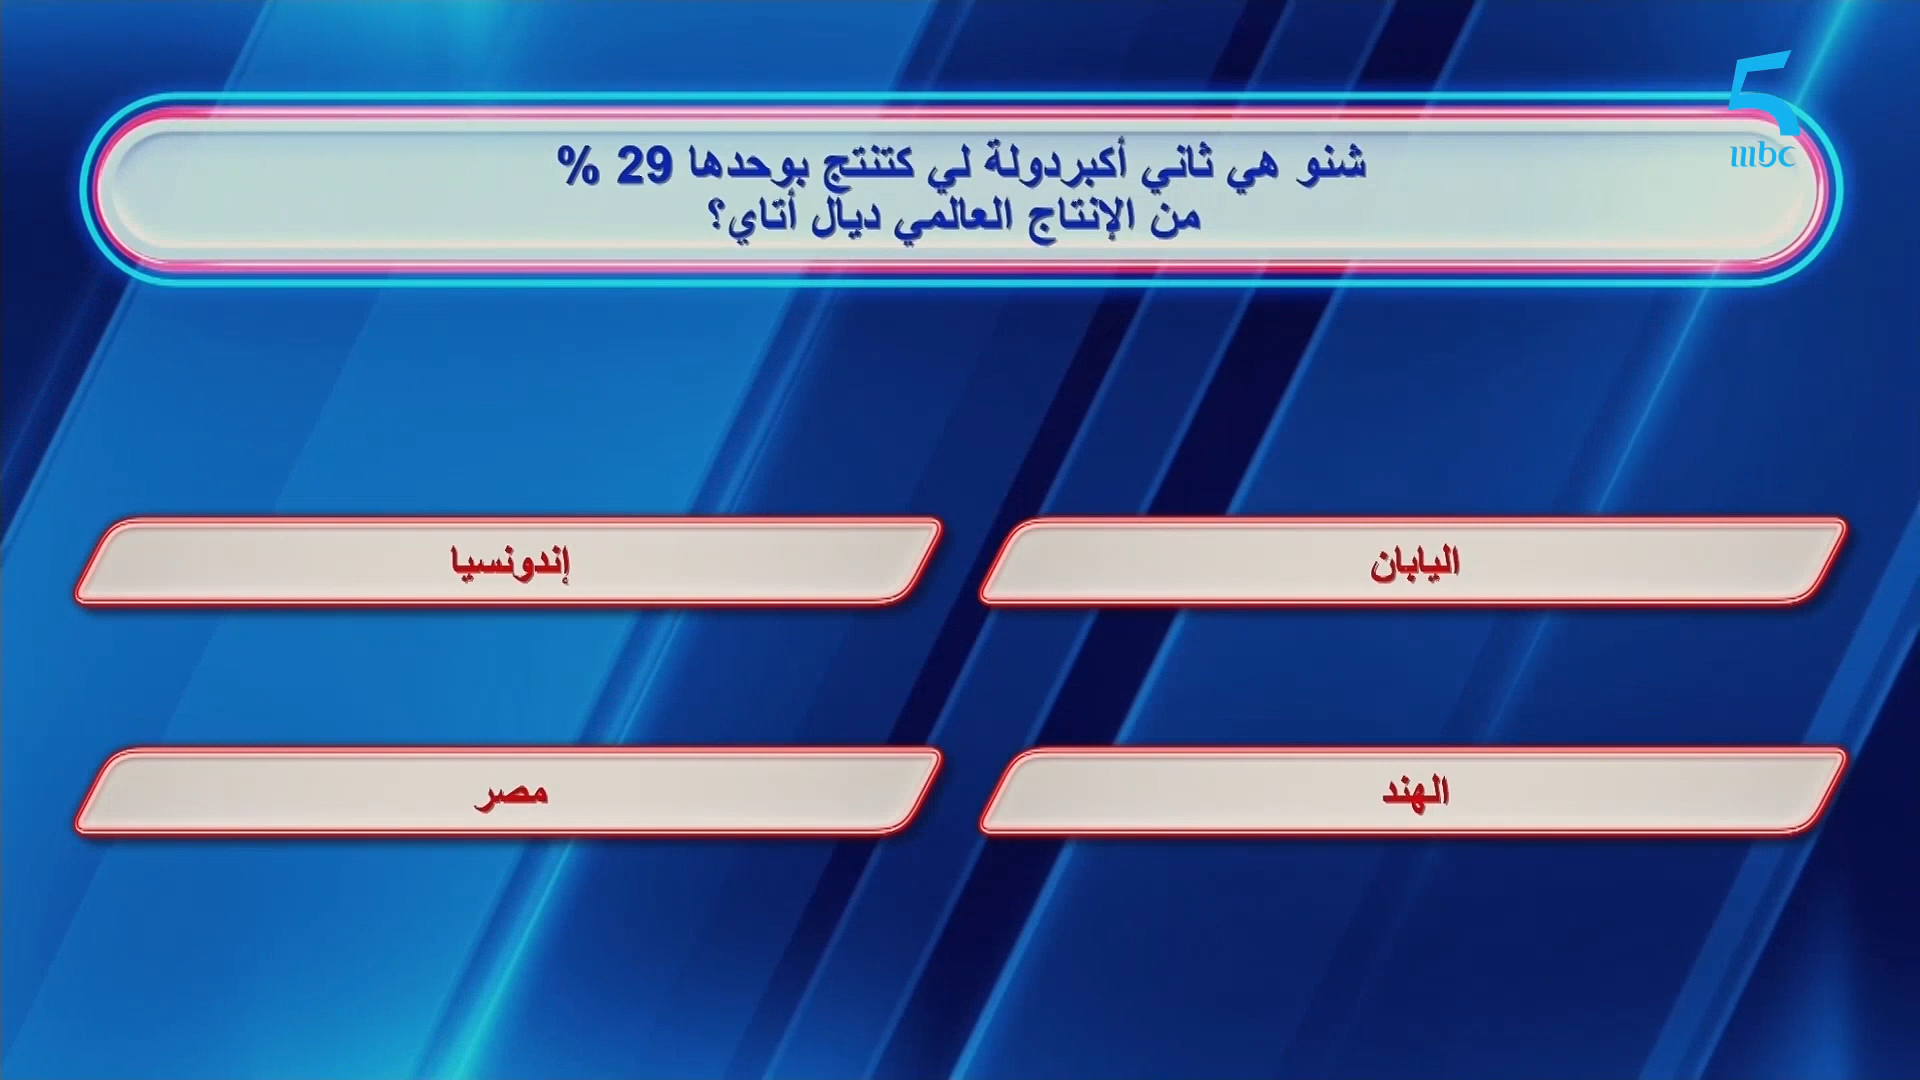 شنو هي ثاني أكبردولة لي كتنتج بوحدها 29 %
من الإنتاج العالمي ديال أتاي؟
اليابان
إندونسيا
الهند
مصر
5
mbc